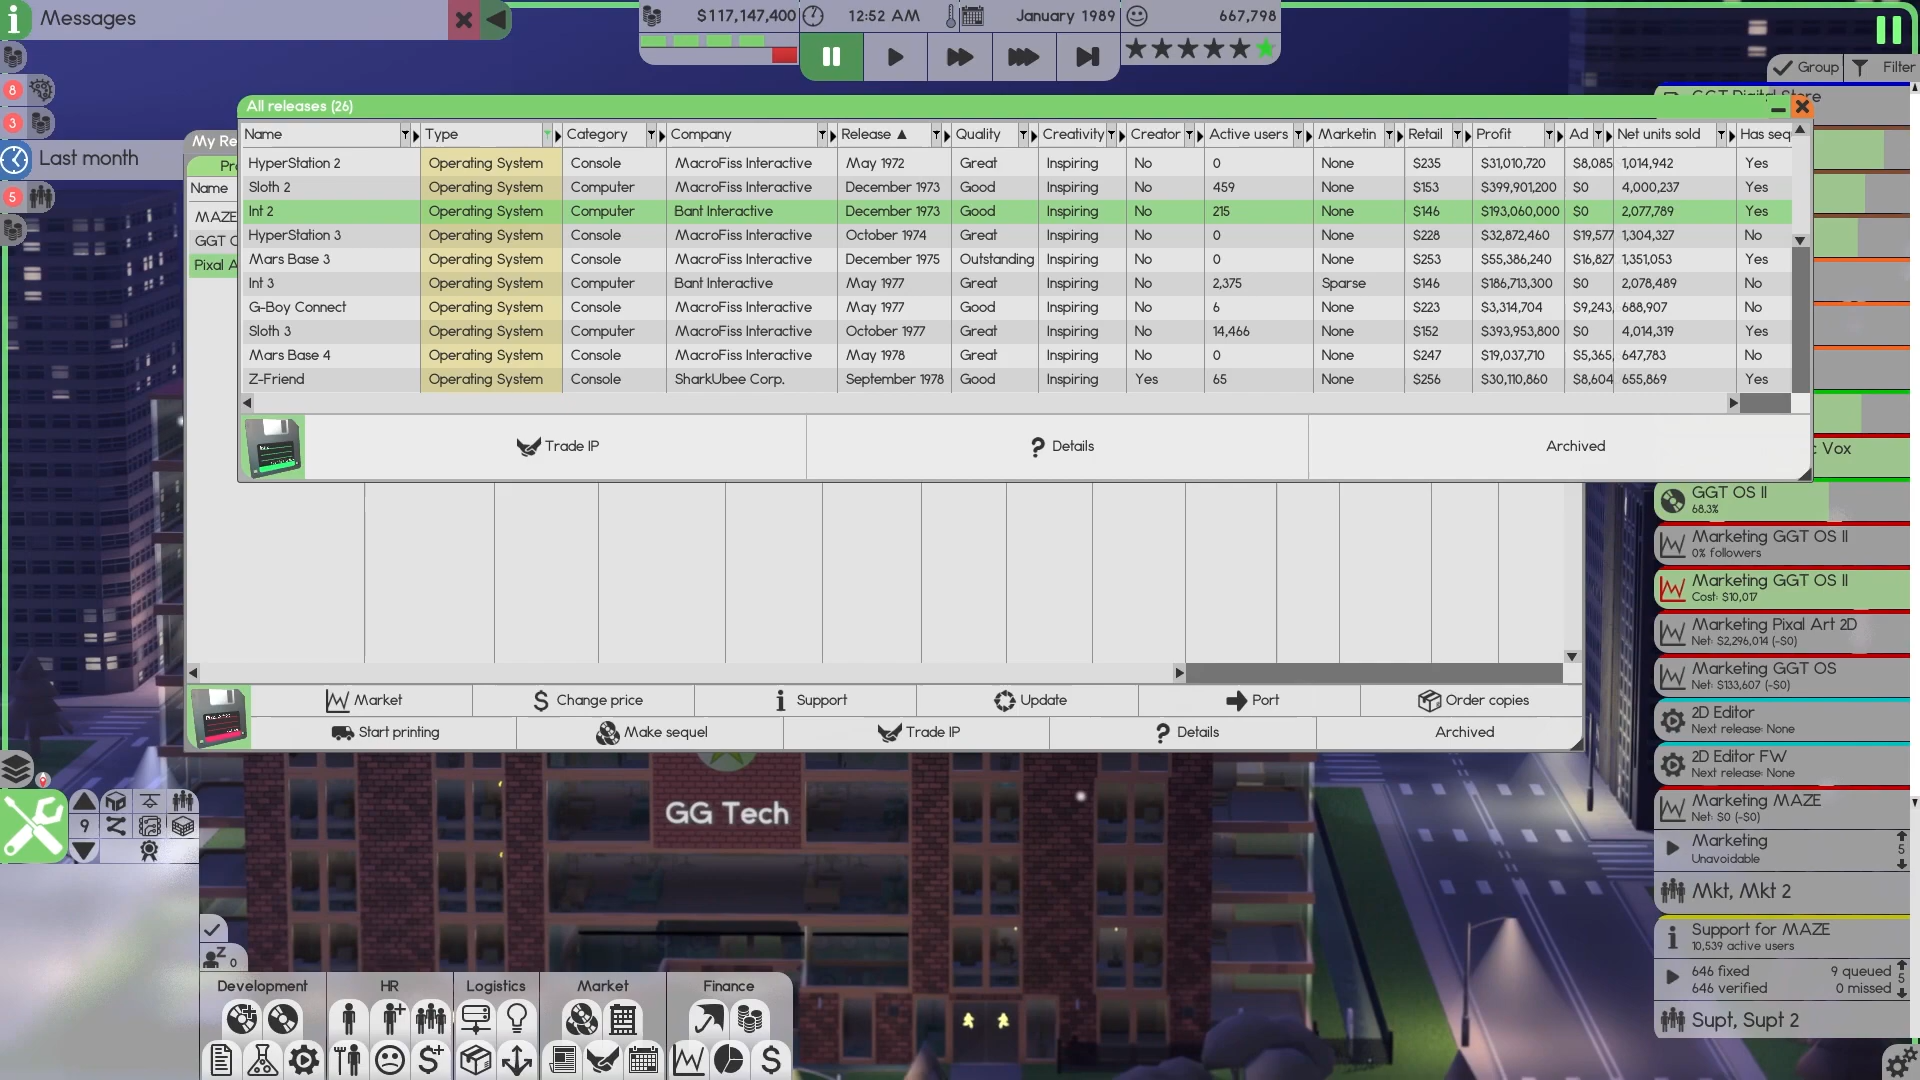 Messages
$117,147,400
12:52 AM
January 1989
667,798
Group
Filter
8
3
Last month
5
All releases (26)
Name Type Category Company Release Quality Creativity Creator Active users Marketin Retail Profit Ad Net units sold Has seq
HyperStation 2 Operating System Console MacroFiss Interactive May 1972 Great Inspiring No 0 None $235 $31,010,720 $8,085 1,014,942 Yes
Sloth 2 Operating System Computer MacroFiss Interactive December 1973 Good Inspiring No 459 None $153 $399,901,200 $0 4,000,237 Yes
Int 2 Operating System Computer Bant Interactive December 1973 Good Inspiring No 215 None $146 $193,060,000 $0 2,077,789 Yes
HyperStation 3 Operating System Console MacroFiss Interactive October 1974 Great Inspiring No 0 None $228 $32,872,460 $19,577 1,304,327 No
Mars Base 3 Operating System Console MacroFiss Interactive December 1975 Outstanding Inspiring No 0 None $253 $55,386,240 $16,827 1,351,053 Yes
Int 3 Operating System Computer Bant Interactive May 1977 Great Inspiring No 2,375 Sparse $146 $186,713,300 $0 2,078,489 No
G-Boy Connect Operating System Console MacroFiss Interactive May 1977 Good Inspiring No 6 None $223 $3,314,704 $9,243, 688,907 No
Sloth 3 Operating System Computer MacroFiss Interactive October 1977 Great Inspiring No 14,466 None $152 $393,953,800 $0 4,014,319 Yes
Mars Base 4 Operating System Console MacroFiss Interactive May 1978 Great Inspiring No 0 None $247 $19,037,710 $5,365, 647,783 No
Z-Friend Operating System Console SharkUbee Corp. September 1978 Good Inspiring Yes 65 None $256 $30,110,860 $8,604 655,869 Yes
Trade IP
Details
Archived
My Re
Pr
Name
MAZE
GGT O
Pixal A
Market
Change price
Support
Update
Port
Order copies
Start printing
Make sequel
Trade IP
Details
Archived
GGT Digital Store
c Vox
GGT OS II
68.3%
Marketing GGT OS II
0% followers
Marketing GGT OS II
Cost: $10,017
Marketing Pixal Art 2D
Net: $2,296,014 (-$0)
Marketing GGT OS
Net: $133,607 (-$0)
2D Editor
Next release: None
2D Editor FW
Next release: None
Marketing MAZE
Net: $0 (-$0)
Marketing
Unavoidable
5
Mkt, Mkt 2
Support for MAZE
10,539 active users
646 fixed 9 queued
646 verified 0 missed
5
Supt, Supt 2
GG Tech
9
Z 0
Development
HR
Logistics
Market
Finance